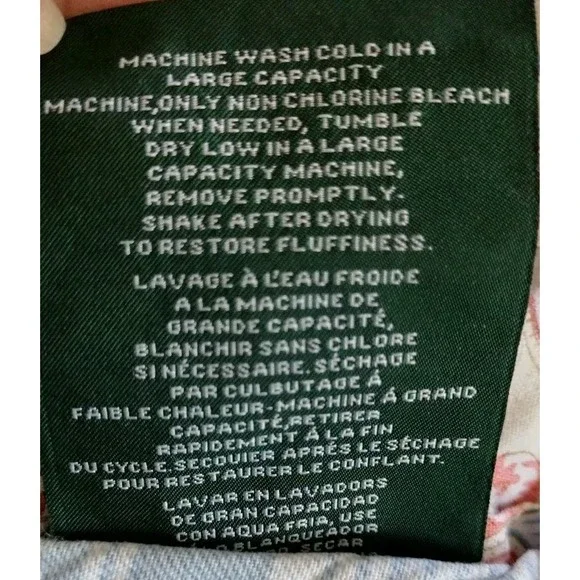 MACHINE WASH COLD IN A
LARGE CAPACITY
MACHINE,ONLY NON CHLORINE BLEACH
WHEN NEEDED, TUMBLE
DRY LOW IN A LARGE
CAPACITY MACHINE,
REMOVE PROMPTLY.
SHAKE AFTER DRYING
TO RESTORE FLUFFINESS.
LAVAGE À L'EAU FROIDE
A LA MACHINE DE
GRANDE CAPACITÉ,
BLANCHIR SANS CHLORE
SI NÉCESSAIRE. SÉCHAGE
PAR CULBUTAGE Á
FAIBLE CHALEUR-MACHINE Á GRAND
CAPACITÉ,RETIRER
RAPIDEMENT À LA FIN
DU CYCLE.SECOUIER APRÉS LE SÉCHAGE
POUR RESTAURER LE CONFLANT.
LAVAR EN LAVADORS
DE GRAN CAPACIDAD
CON AQUA FRIA, USE
O BLANQUEADOR
SECAR